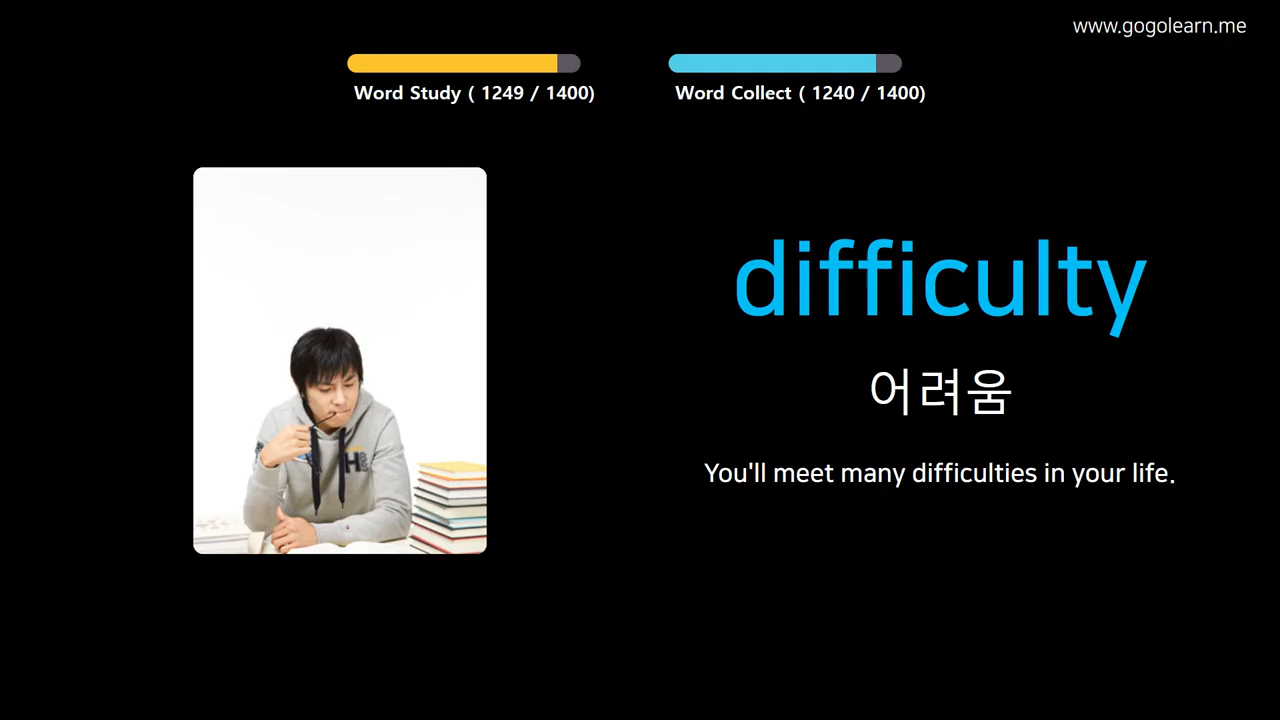 www.gogolearn.me
Word Study ( 1249 / 1400)
Word Collect ( 1240 / 1400)
difficulty
어려움
You'll meet many difficulties in your life.
H